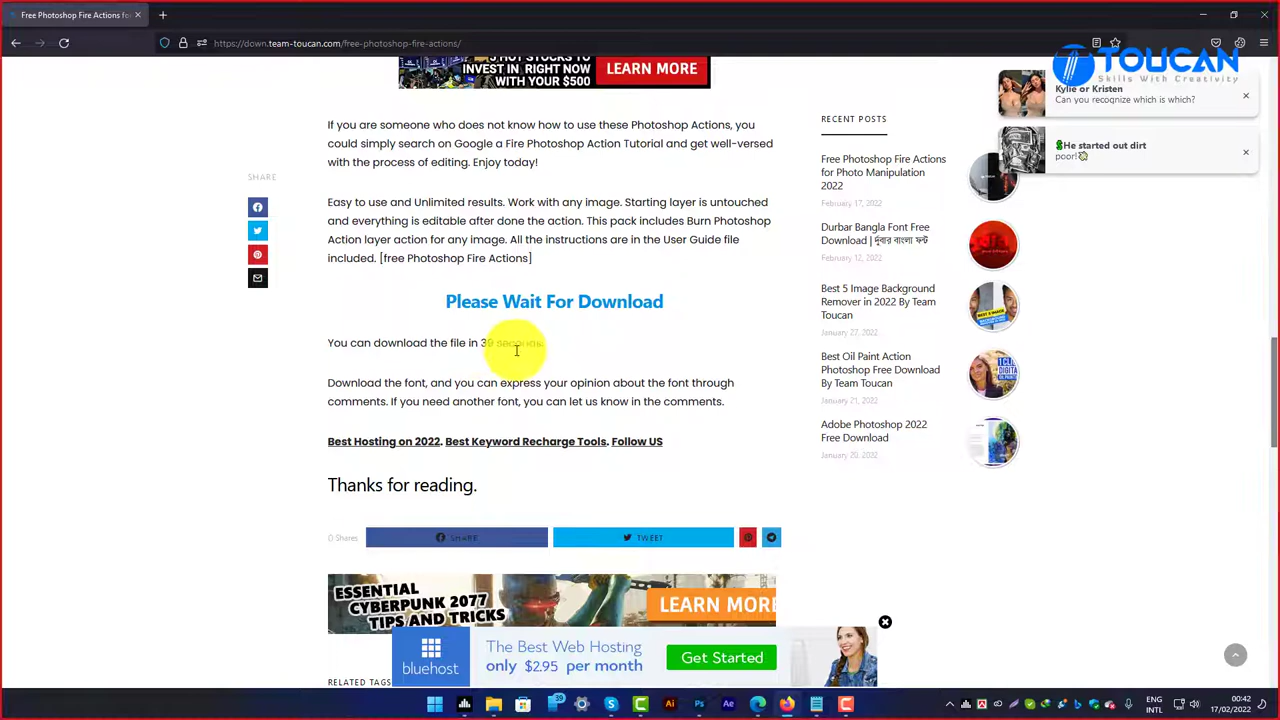 Free Photoshop Fire Actions for
https://down.team-toucan.com/free-photoshop-fire-actions/
TOUCAN
Skills With Creativity
5 HOT STOCKS TO
INVEST IN RIGHT NOW
WITH YOUR $500
LEARN MORE
Kylie or Kristen
Can you recognize which is which?
He started out dirt
poor!
If you are someone who does not know how to use these Photoshop Actions, you
could simply search on Google a Fire Photoshop Action Tutorial and get well-versed
with the process of editing. Enjoy today!
SHARE
Easy to use and Unlimited results. Work with any image. Starting layer is untouched
and everything is editable after done the action. This pack includes Burn Photoshop
Action layer action for any image. All the instructions are in the User Guide file
included. [free Photoshop Fire Actions]
Please Wait For Download
You can download the file in 39 seconds.
Download the font, and you can express your opinion about the font through
comments. If you need another font, you can let us know in the comments.
Best Hosting on 2022. Best Keyword Recharge Tools. Follow US
Thanks for reading.
0 Shares
SHARE
TWEET
ESSENTIAL
CYBERPUNK 2077
TIPS AND TRICKS
LEARN MORE
bluehost
The Best Web Hosting
only $2.95 per month
Get Started
RELATED TAGS
RECENT POSTS
Free Photoshop Fire Actions
for Photo Manipulation
2022
February 17, 2022
Durbar Bangla Font Free
Download | দুর্বার বাংলা ফন্ট
February 12, 2022
Best 5 Image Background
Remover in 2022 By Team
Toucan
January 27, 2022
Best Oil Paint Action
Photoshop Free Download
By Team Toucan
January 21, 2022
Adobe Photoshop 2022
Free Download
January 20, 2022
ENG
INTL
00:42
17/02/2022